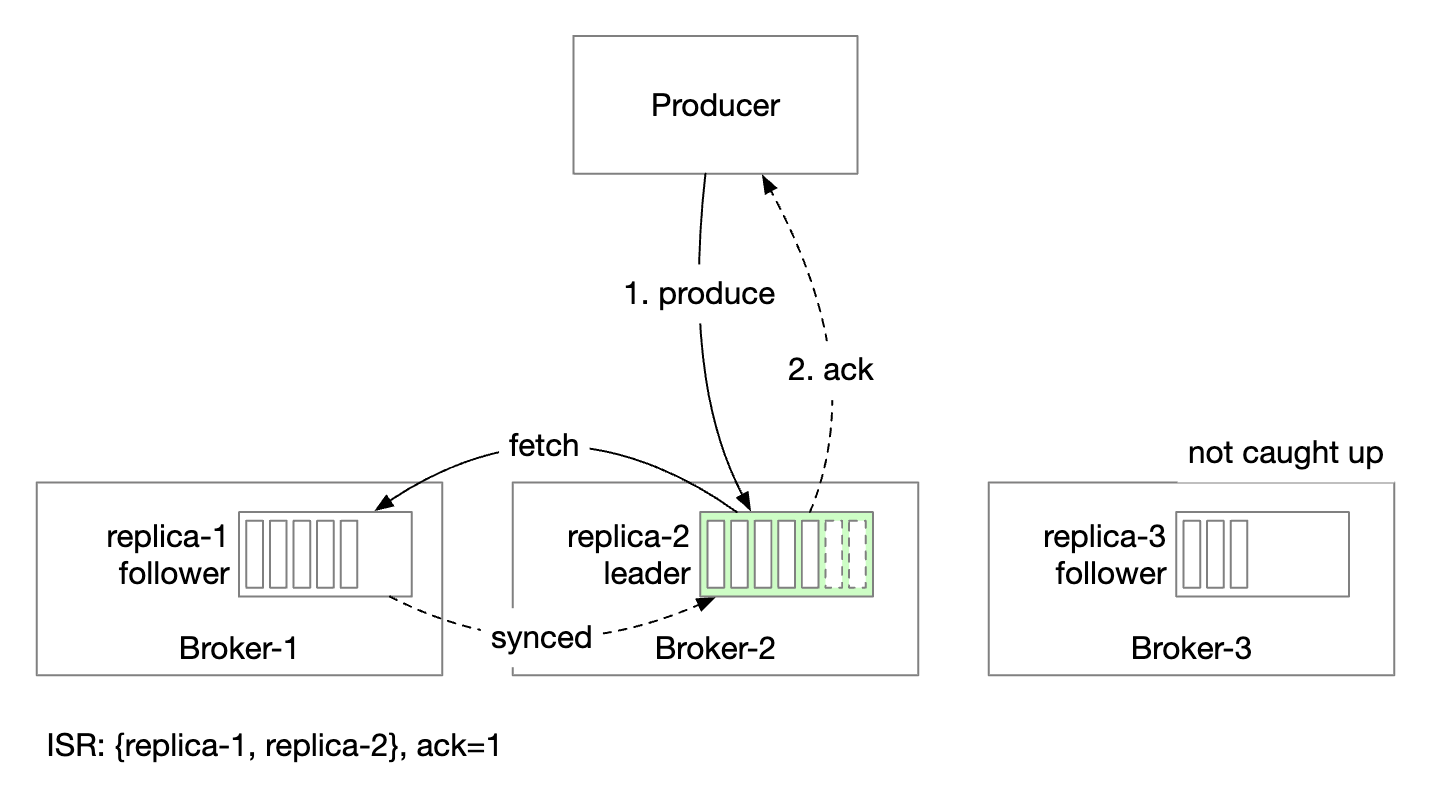 Producer
1. produce
2. ack
fetch
not caught up
replica-1
follower
replica-2
leader
replica-3
follower
synced
Broker-1
Broker-2
Broker-3
ISR: {replica-1, replica-2}, ack=1